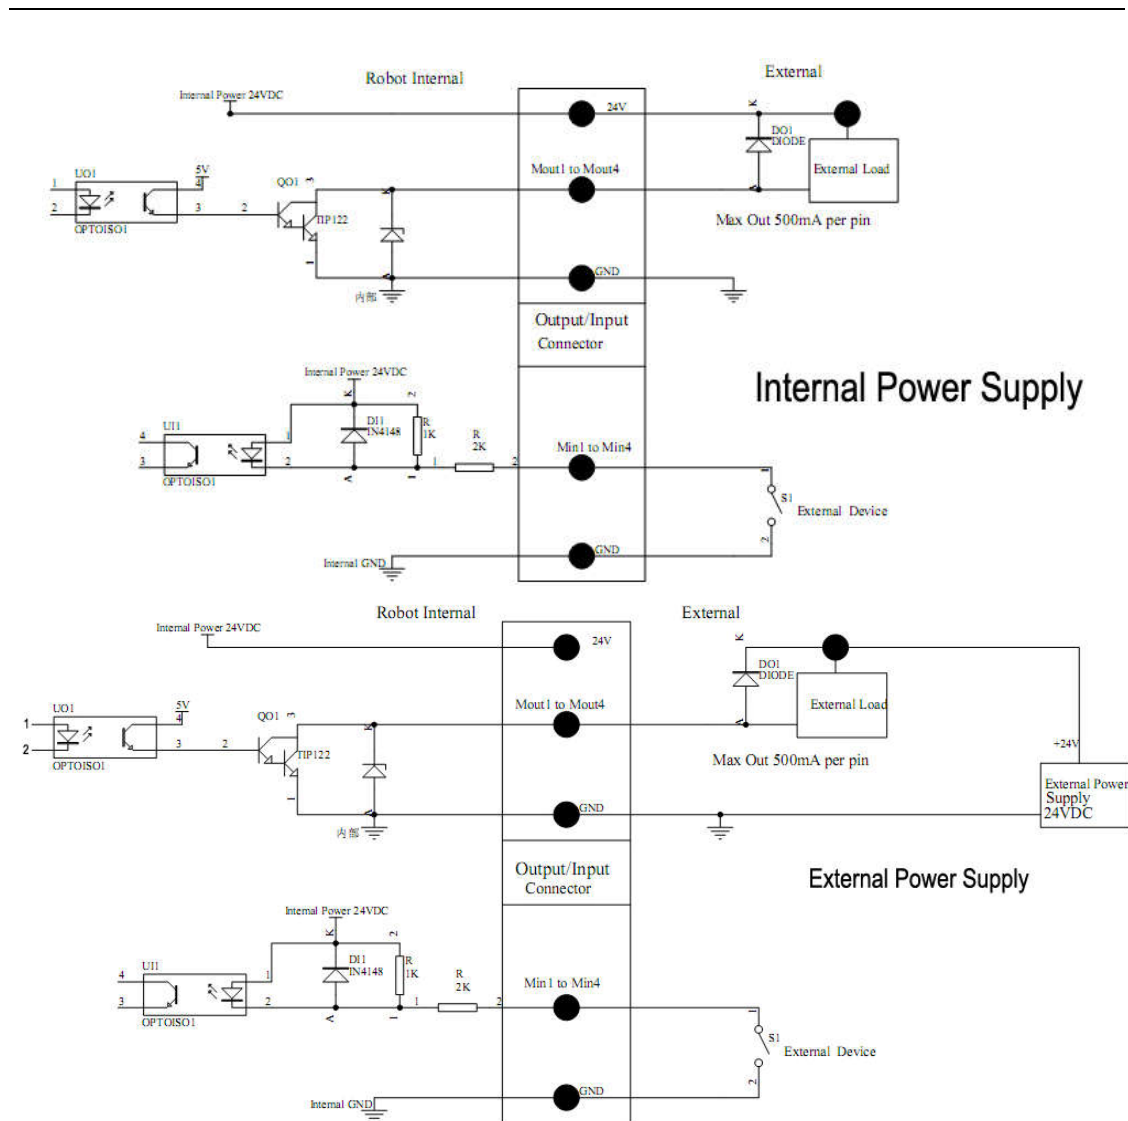 Robot Internal
External
Internal Power 24VDC
24V
K
DO1
DIODE
External Load
UO1
5V
1
4
QO1
3
Mout1 to Mout4
K
A
2
3
2
TIP122
OPTOISO1
Max Out 500mA per pin
1
A
GND
内部
Output/Input
Connector
Internal Power 24VDC
Internal Power Supply
K
2
UI1
DI1
IN4148
R
1K
4
1
R
2K
Min1 to Min4
3
2
1
2
1
OPTOISO1
A
1
S1
External Device
2
GND
Internal GND
Robot Internal
External
Internal Power 24VDC
24V
K
DO1
DIODE
External Load
UO1
5V
1
4
QO1
3
Mout1 to Mout4
K
A
2
3
2
TIP122
+24V
OPTOISO1
Max Out 500mA per pin
External Power
Supply
24VDC
1
A
GND
内部
Output/Input
Connector
External Power Supply
Internal Power 24VDC
K
2
UI1
DI1
IN4148
R
1K
4
1
R
2K
Min1 to Min4
3
2
1
2
1
OPTOISO1
A
1
S1
External Device
2
GND
Internal GND